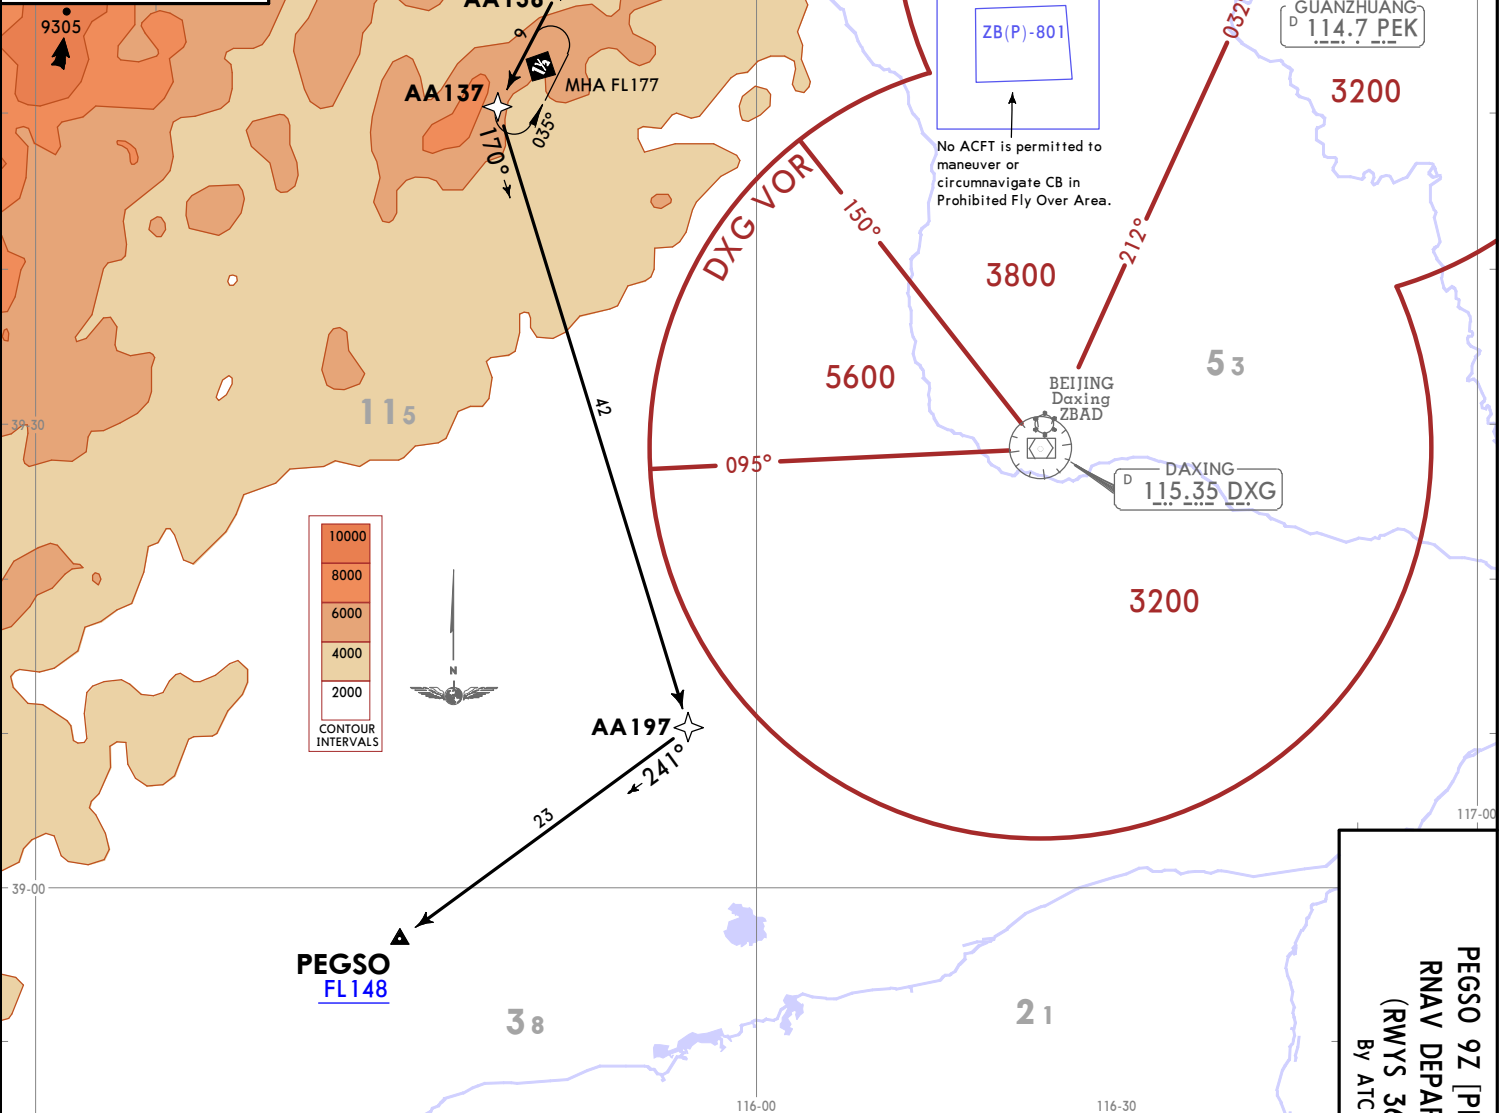 9305
AA137
9
MHA FL177
035°
170°
DXG VOR
150°
ZB(P)-801
No ACFT is permitted to
maneuver or
circumnavigate CB in
Prohibited Fly Over Area.
032°
GUANZHUANG
D 114.7 PEK
3200
212°
3800
5600
53
BEIJING
Daxing
ZBAD
095°
DAXING
D 115.35 DXG
3200
39-30
115
42
10000
8000
6000
4000
2000
CONTOUR
INTERVALS
N
AA197
241°
23
117-00
39-00
PEGSO
FL148
38
21
116-00
116-30
PEGSO 9Z
RNAV
(RWYS
By ATC